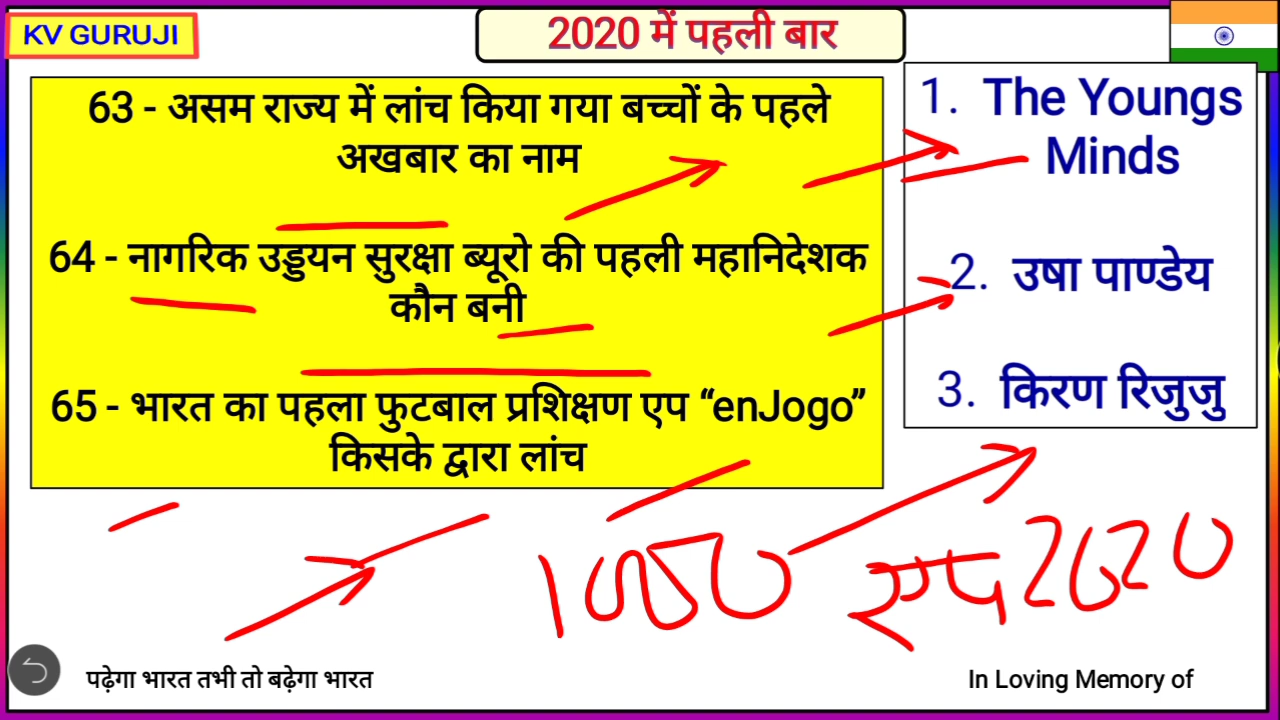 KV GURUJI
2020 में पहली बार
63 - असम राज्य में लांच किया गया बच्चों के पहले
अखबार का नाम
64 - नागरिक उड्डयन सुरक्षा ब्यूरो की पहली महानिदेशक
कौन बनी
65 - भारत का पहला फुटबाल प्रशिक्षण एप “enJogo”
किसके द्वारा लांच
1. The Youngs
Minds
2. उषा पाण्डेय
3. किरण रिजुजु
2020
पढ़ेगा भारत तभी तो बढ़ेगा भारत
In Loving Memory of